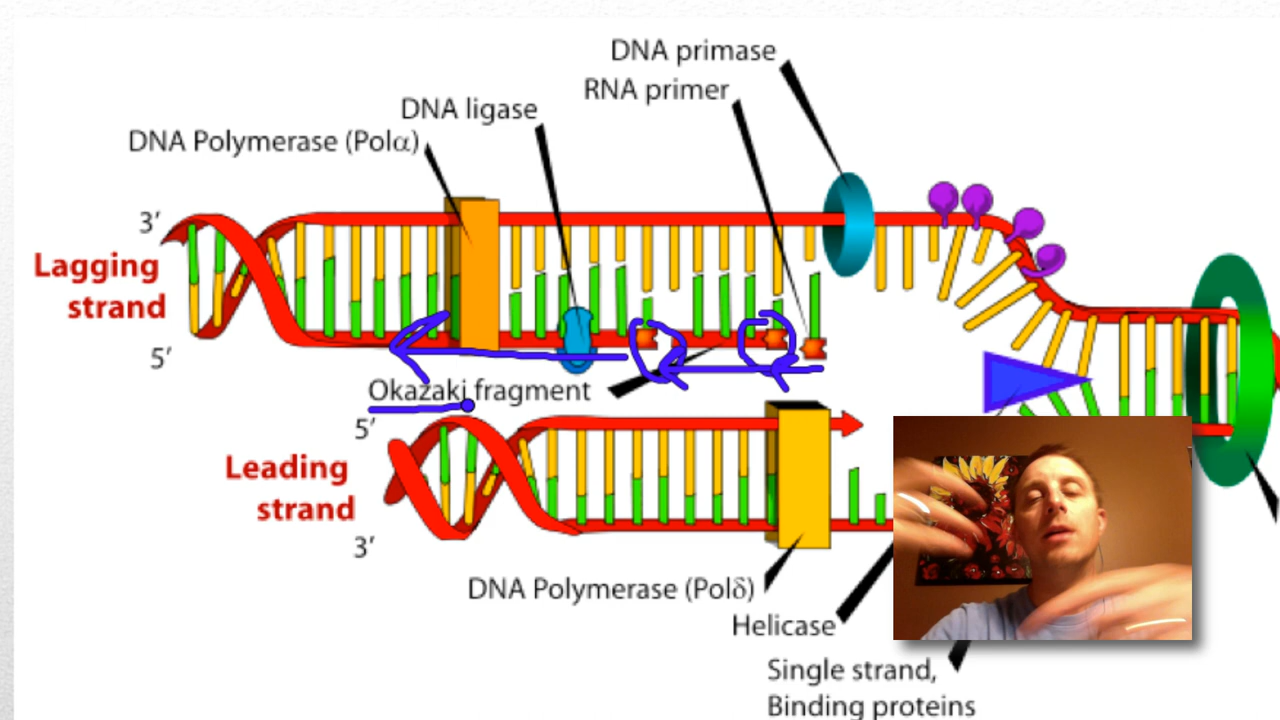 DNA primase
RNA primer
DNA ligase
DNA Polymerase (Polα)
3′
Lagging
strand
5′
Okazaki fragment
5′
Leading
strand
3′
DNA Polymerase (Polδ)
Helicase
Single strand,
Binding proteins